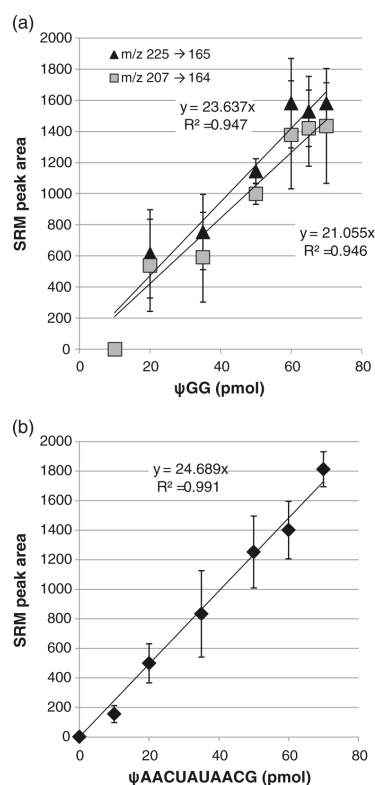 (a)
2000
1800
1600
1400
1200
1000
800
600
400
200
0
SRM peak area
▲ m/z 225 → 165
■ m/z 207 → 164
y = 23.637x
R² =0.947
y = 21.055x
R² =0.946
0 20 40 60 80
ψGG (pmol)
(b)
2000
1800
1600
1400
1200
1000
800
600
400
200
0
SRM peak area
y = 24.689x
R² =0.991
0 20 40 60 80
ψAACUAUAACG (pmol)